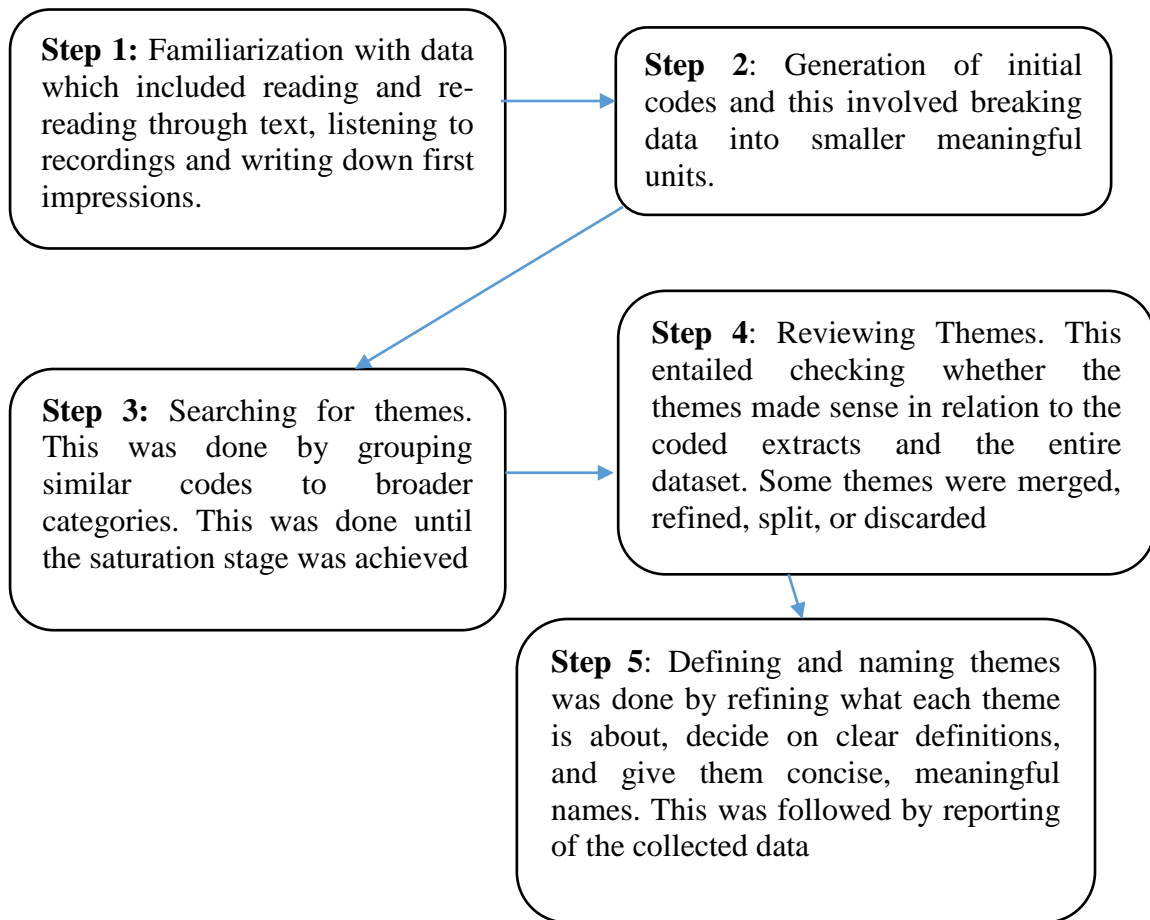 Step 1: Familiarization with data
which included reading and re-
reading through text, listening to
recordings and writing down first
impressions.
Step 2: Generation of initial
codes and this involved breaking
data into smaller meaningful
units.
Step 3: Searching for themes.
This was done by grouping
similar codes to broader
categories. This was done until
the saturation stage was achieved
Step 4: Reviewing Themes. This
entailed checking whether the
themes made sense in relation to the
coded extracts and the entire
dataset. Some themes were merged,
refined, split, or discarded
Step 5: Defining and naming themes
was done by refining what each theme
is about, decide on clear definitions,
and give them concise, meaningful
names. This was followed by reporting
of the collected data